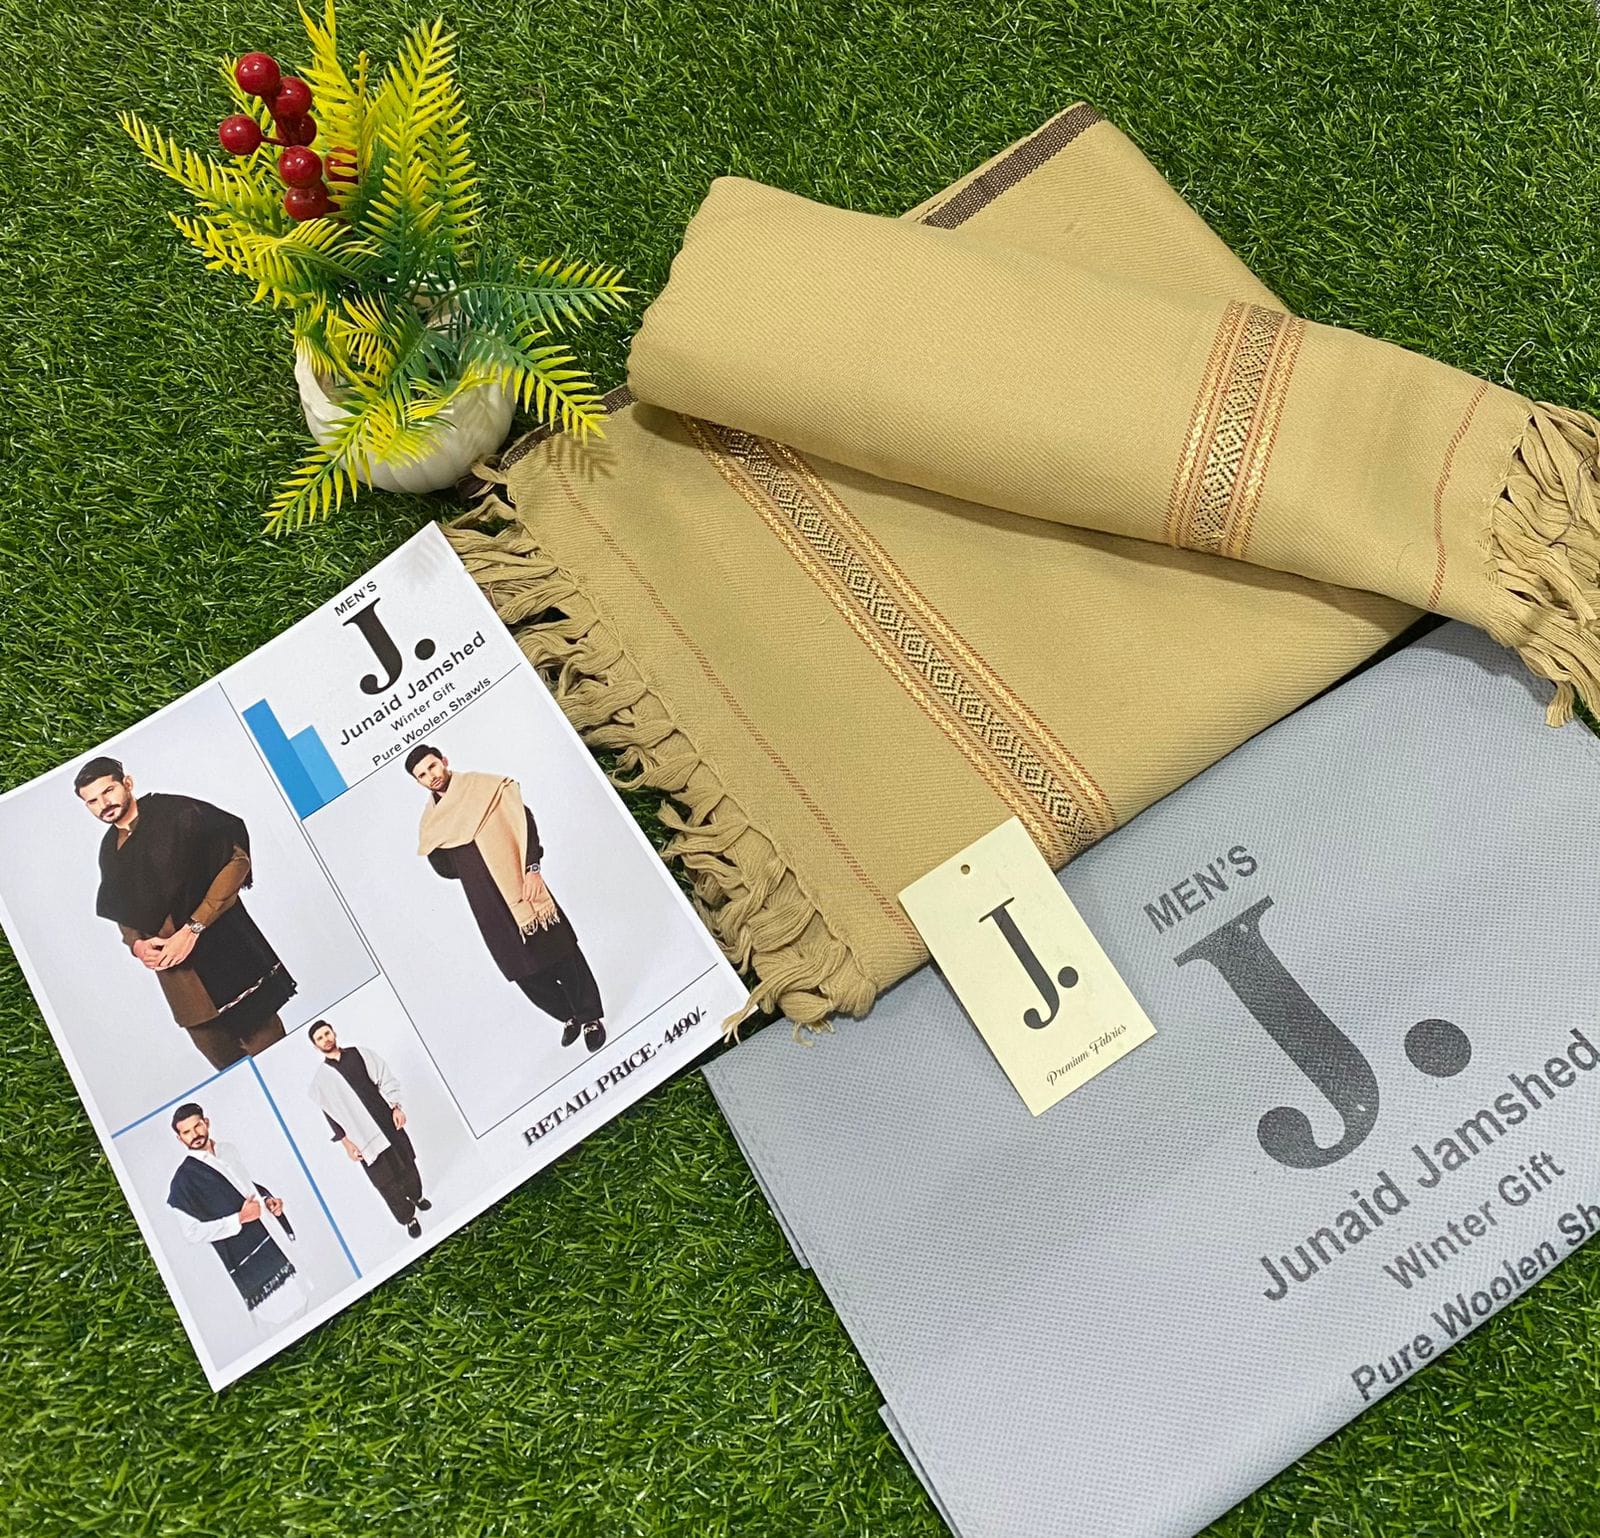 MEN'S
J.
Junaid Jamshed
Winter Gift
Pure Woolen Shawls
RETAIL PRICE -4490/-
J.
Premium Fabrics
MEN'S
J.
Junaid Jamshed
Winter Gift
Pure Woolen Sh